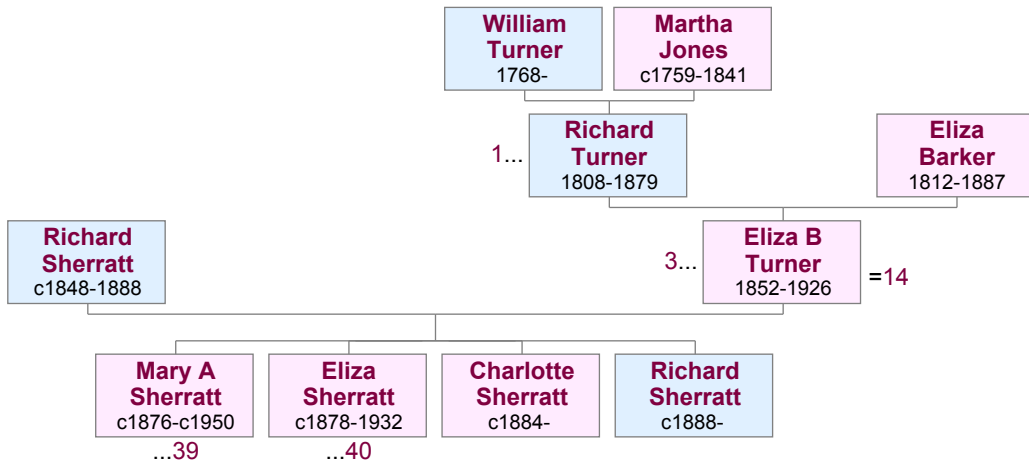 William
Turner
1768-
Martha
Jones
c1759-1841
1...
Richard
Turner
1808-1879
Eliza
Barker
1812-1887
Richard
Sherratt
c1848-1888
3...
Eliza B
Turner
1852-1926
=14
Mary A
Sherratt
c1876-c1950
...39
Eliza
Sherratt
c1878-1932
...40
Charlotte
Sherratt
c1884-
Richard
Sherratt
c1888-